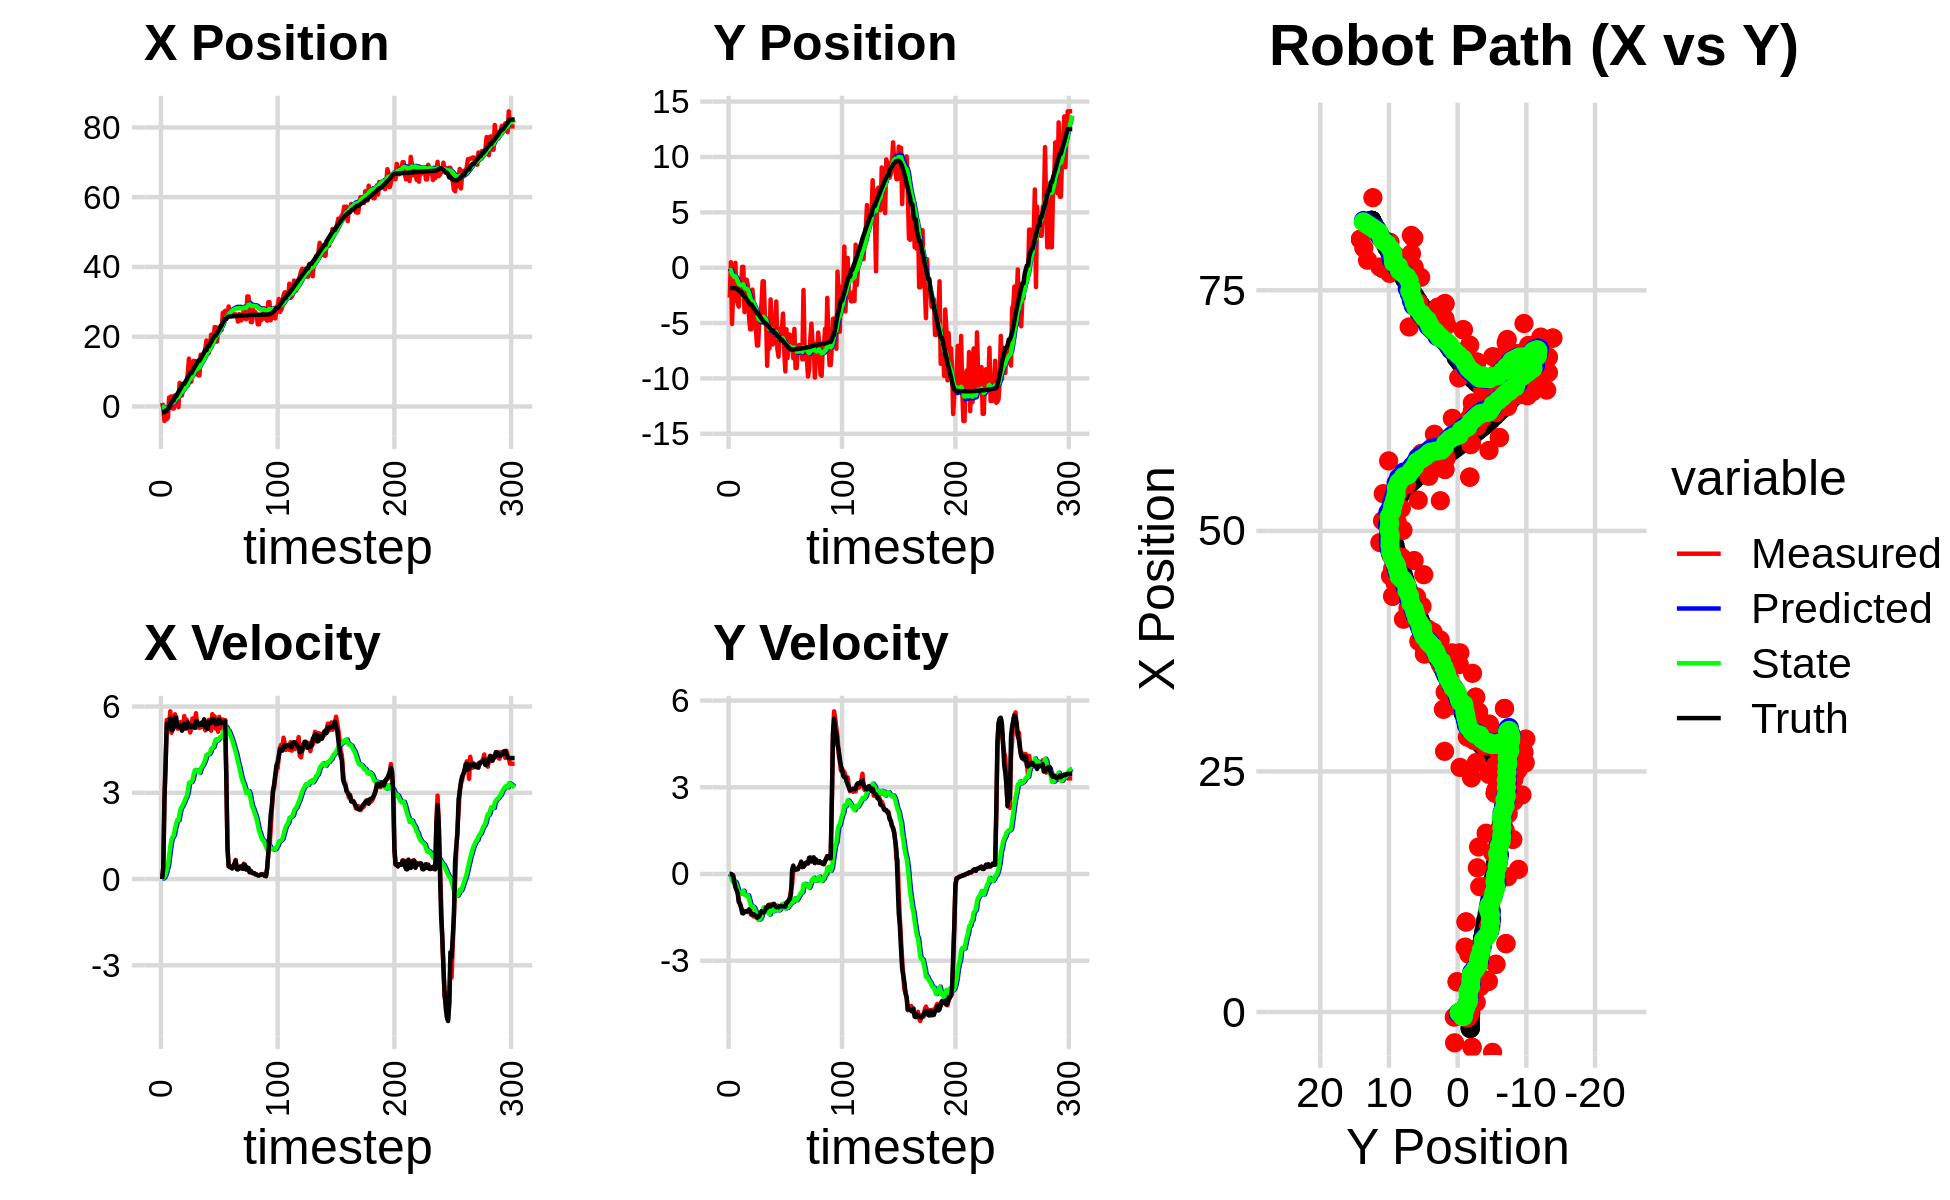 X Position
80
60
40
20
0
0
100
200
300
timestep
Y Position
15
10
5
0
-5
-10
-15
0
100
200
300
timestep
X Velocity
6
3
0
-3
0
100
200
300
timestep
Y Velocity
6
3
0
-3
0
100
200
300
timestep
Robot Path (X vs Y)
X Position
75
50
25
0
20 10 0 -10 -20
Y Position
variable
Measured
Predicted
State
Truth